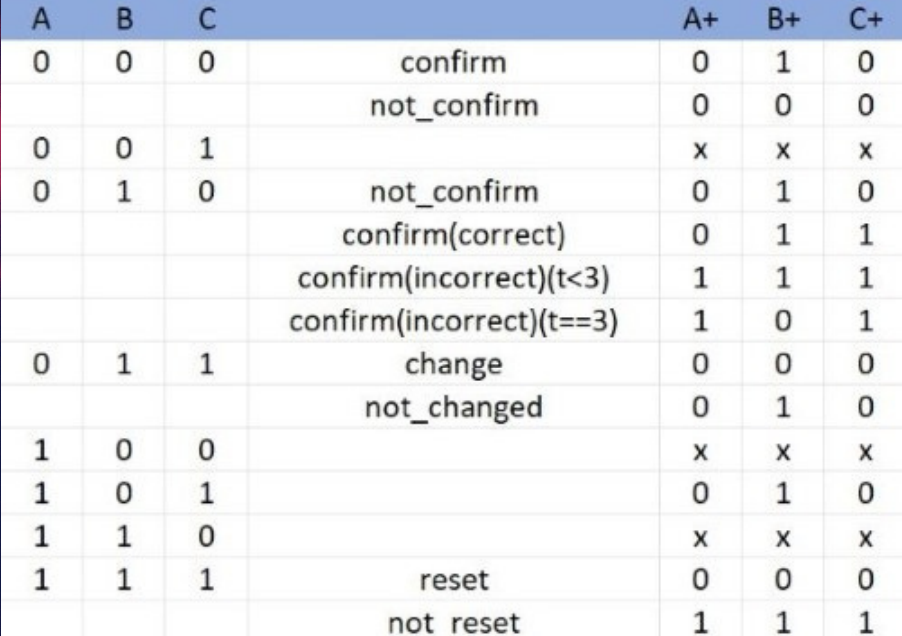 A B C A+ B+ C+
0 0 0 confirm 0 1 0
not_confirm 0 0 0
0 0 1 x x x
0 1 0 not_confirm 0 1 0
confirm(correct) 0 1 1
confirm(incorrect)(t<3) 1 1 1
confirm(incorrect)(t==3) 1 0 1
0 1 1 change 0 0 0
not_changed 0 1 0
1 0 0 x x x
1 0 1 0 1 0
1 1 0 x x x
1 1 1 reset 0 0 0
not_reset 1 1 1